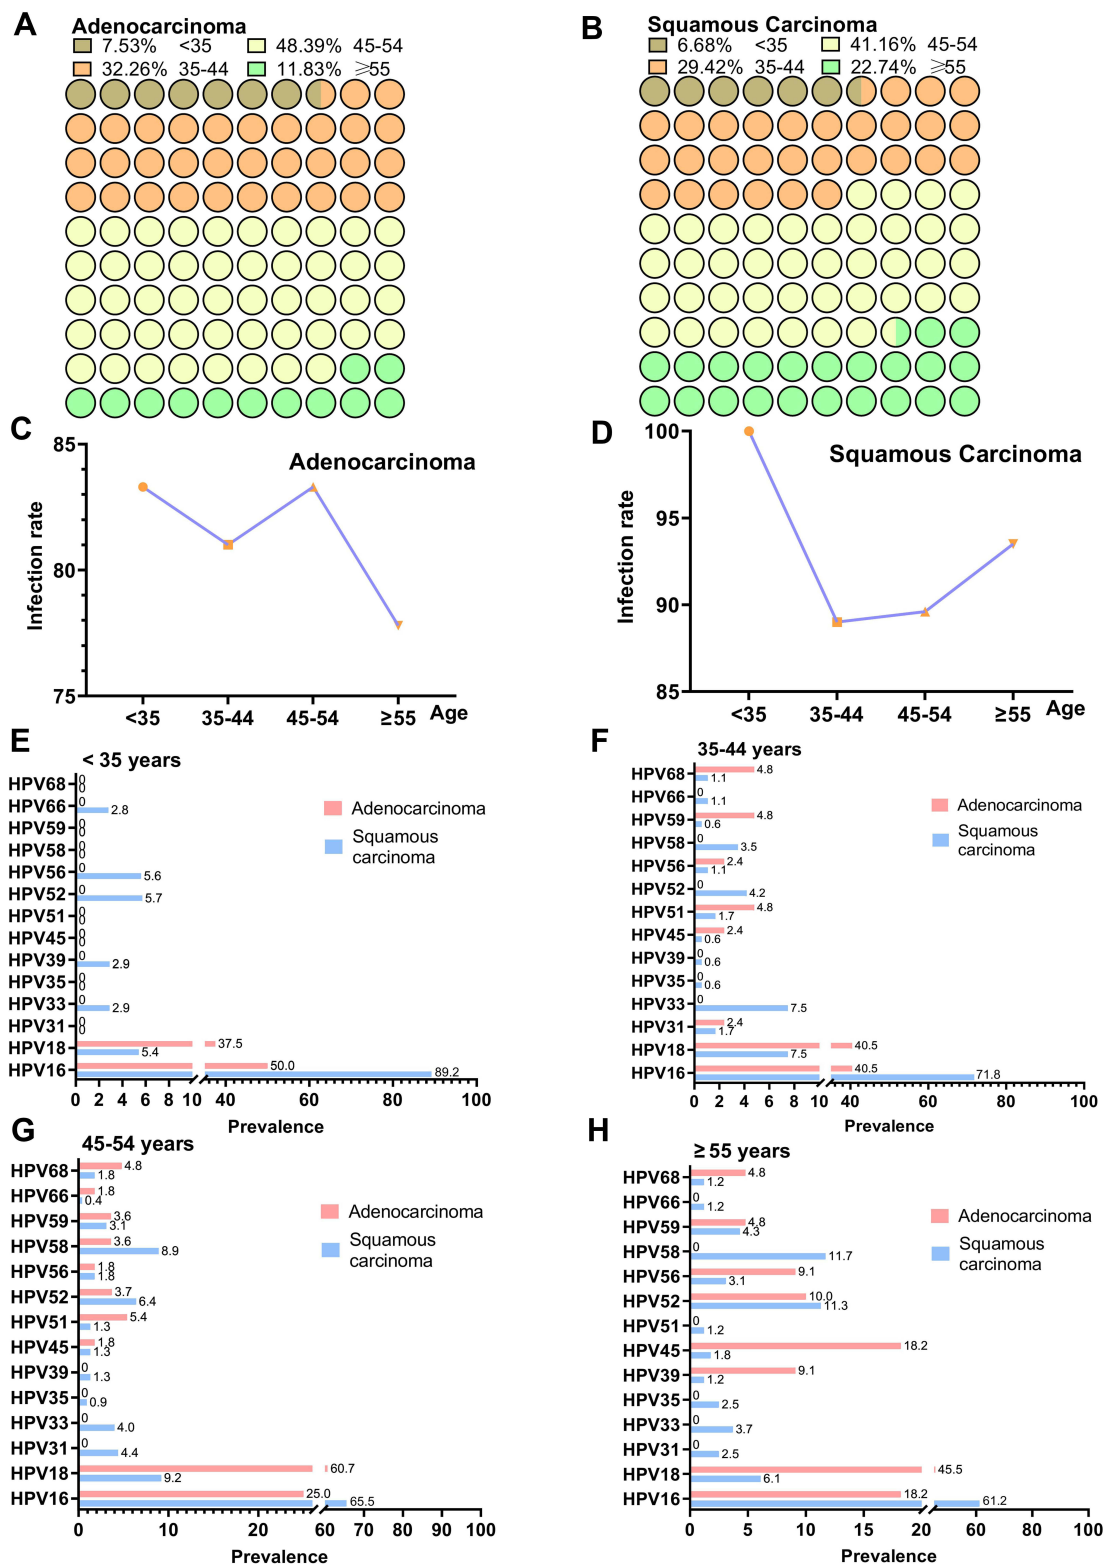 A
Adenocarcinoma
7.53% <35 48.39% 45-54
32.26% 35-44 11.83% ≥55
B
Squamous Carcinoma
6.68% <35 41.16% 45-54
29.42% 35-44 22.74% ≥55
C
Adenocarcinoma
Infection rate
85
80
75
<35 35-44 45-54 ≥55 Age
D
Squamous Carcinoma
Infection rate
100
95
90
85
<35 35-44 45-54 ≥55 Age
E
< 35 years
Adenocarcinoma
Squamous
carcinoma
HPV68 0 0
HPV66 0 2.8
HPV59 0 0
HPV58 0 0
HPV56 0 5.6
HPV52 0 5.7
HPV51 0 0
HPV45 0 0
HPV39 0 2.9
HPV35 0 0
HPV33 0 2.9
HPV31 0 0
HPV18 37.5 5.4
HPV16 50.0 89.2
0 2 4 6 8 10 40 60 80 100
Prevalence
F
35-44 years
Adenocarcinoma
Squamous
carcinoma
HPV68 4.8 1.1
HPV66 0 1.1
HPV59 4.8 0.6
HPV58 0 3.5
HPV56 2.4 1.1
HPV52 0 4.2
HPV51 4.8 1.7
HPV45 2.4 0.6
HPV39 0 0.6
HPV35 0 0.6
HPV33 0 7.5
HPV31 2.4 1.7
HPV18 40.5 7.5
HPV16 40.5 71.8
0 2 4 6 8 10 40 60 80 100
Prevalence
G
45-54 years
Adenocarcinoma
Squamous
carcinoma
HPV68 4.8 1.8
HPV66 1.8 0.4
HPV59 3.6 3.1
HPV58 3.6 8.9
HPV56 1.8 1.8
HPV52 3.7 6.4
HPV51 5.4 1.3
HPV45 1.8 1.3
HPV39 0 1.3
HPV35 0 0.9
HPV33 0 4.0
HPV31 0 4.4
HPV18 60.7 9.2
HPV16 25.0 65.5
0 10 20 60 70 80 90 100
Prevalence
H
≥ 55 years
Adenocarcinoma
Squamous
carcinoma
HPV68 4.8 1.2
HPV66 0 1.2
HPV59 4.8 4.3
HPV58 0 11.7
HPV56 9.1 3.1
HPV52 10.0 11.3
HPV51 0 1.2
HPV45 18.2 1.8
HPV39 9.1 1.2
HPV35 0 2.5
HPV33 0 3.7
HPV31 0 2.5
HPV18 45.5 6.1
HPV16 18.2 61.2
0 5 10 15 20 40 60 80 100
Prevalence